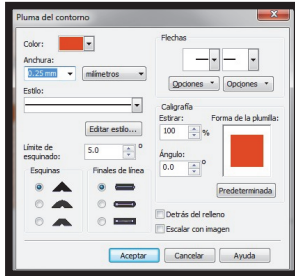 Pluma del contorno
Color:
Anchura:
0.25 mm
milímetros
Estilo:
Editar estilo...
Límite de esquinado:
5.0 °
Esquinas
Finales de línea
Flechas
Opciones
Opciones
Caligrafía
Estirar:
100 %
Ángulo:
0.0 °
Forma de la plumilla:
Predeterminada
Detrás del relleno
Escalar con imagen
Aceptar
Cancelar
Ayuda